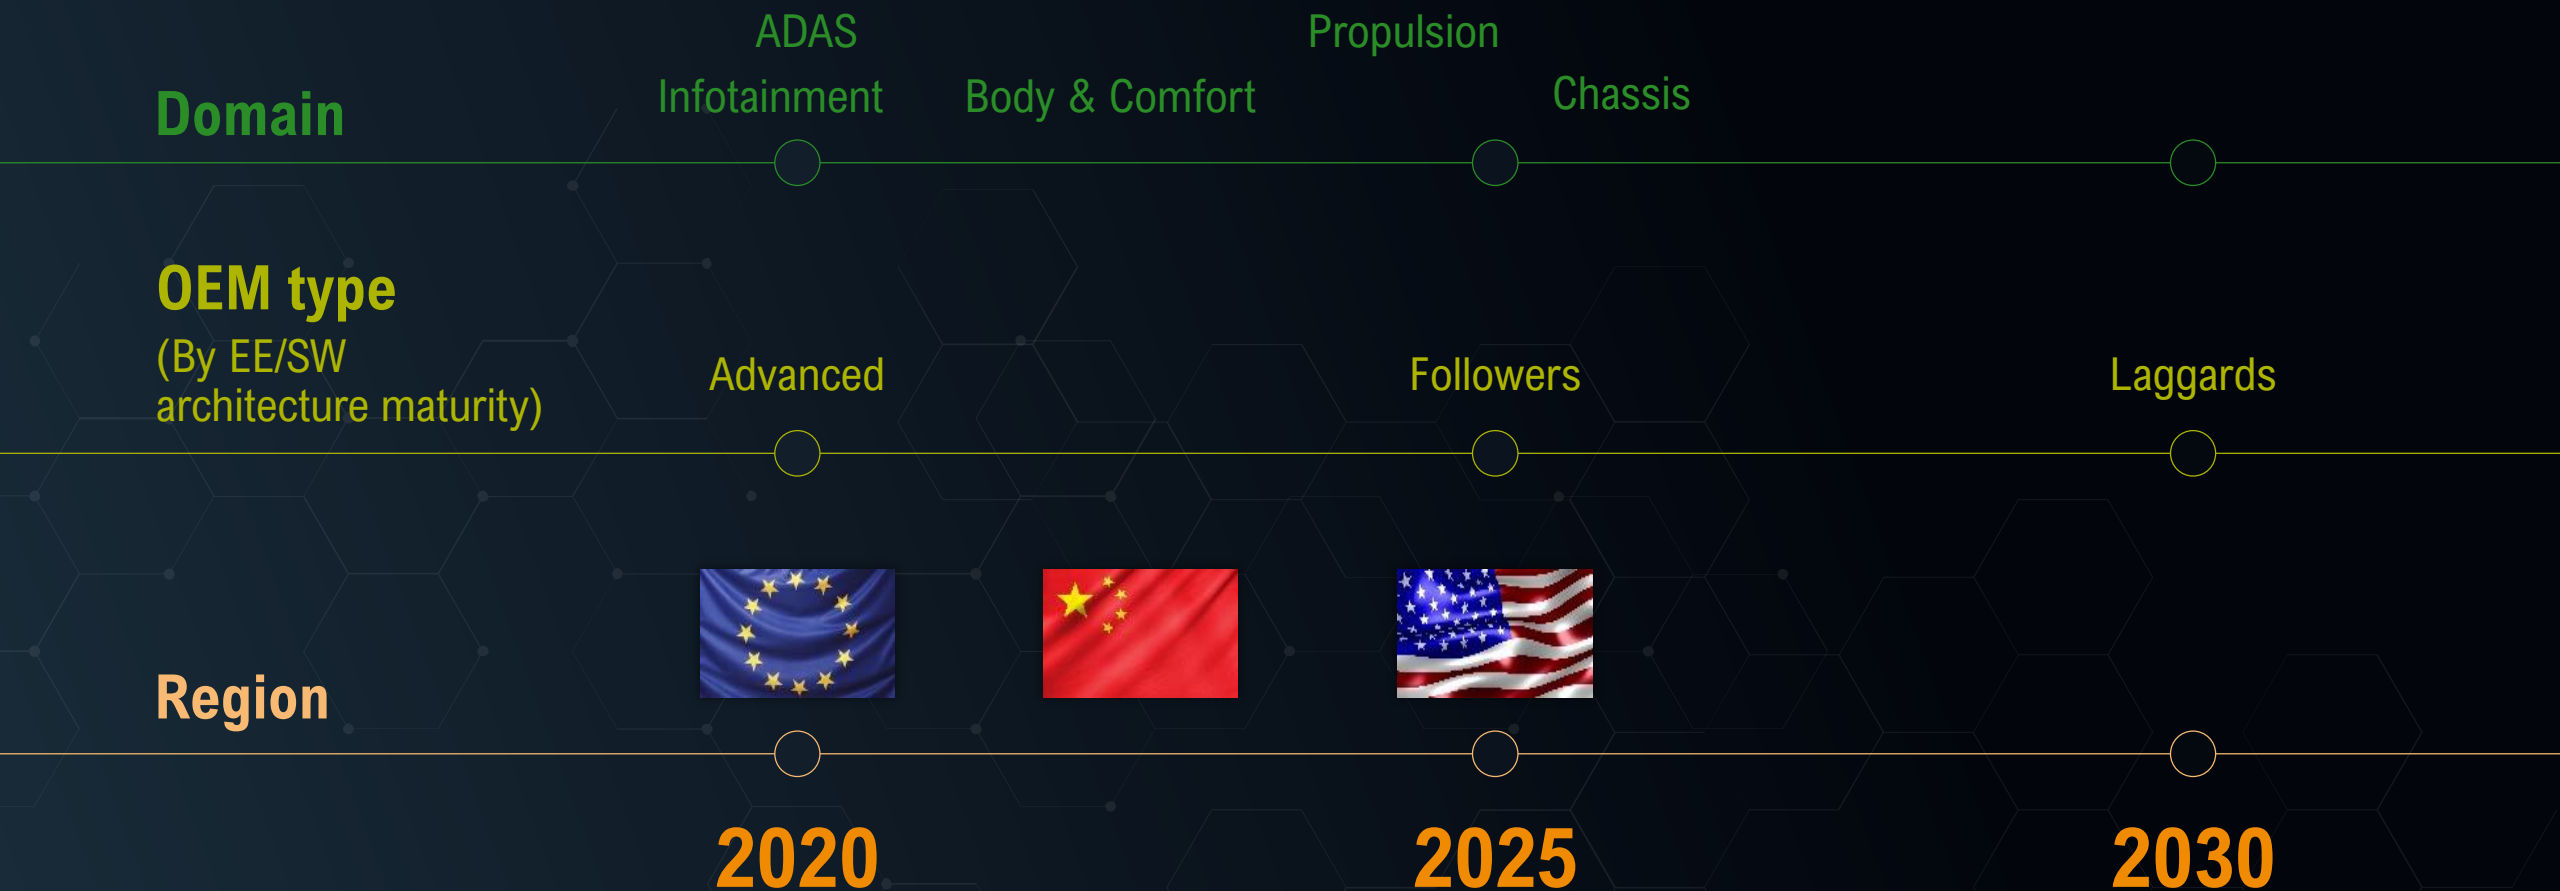 ADAS
Propulsion
Infotainment
Body & Comfort
Chassis
Domain
OEM type
(By EE/SW
architecture maturity)
Advanced
Followers
Laggards
Region
2020
2025
2030